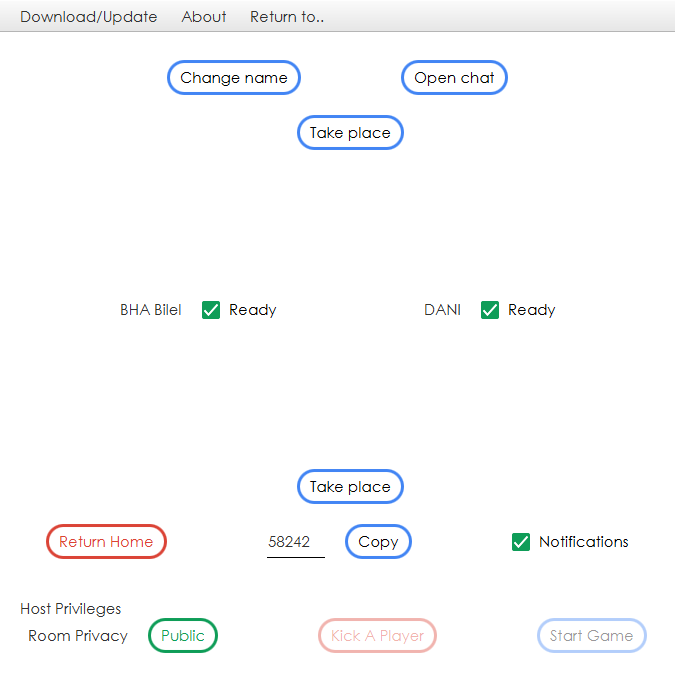 Download/Update About Return to..
Change name Open chat
Take place
BHA Bilel Ready DANI Ready
Take place
Return Home 58242 Copy Notifications
Host Privileges
Room Privacy Public Kick A Player Start Game